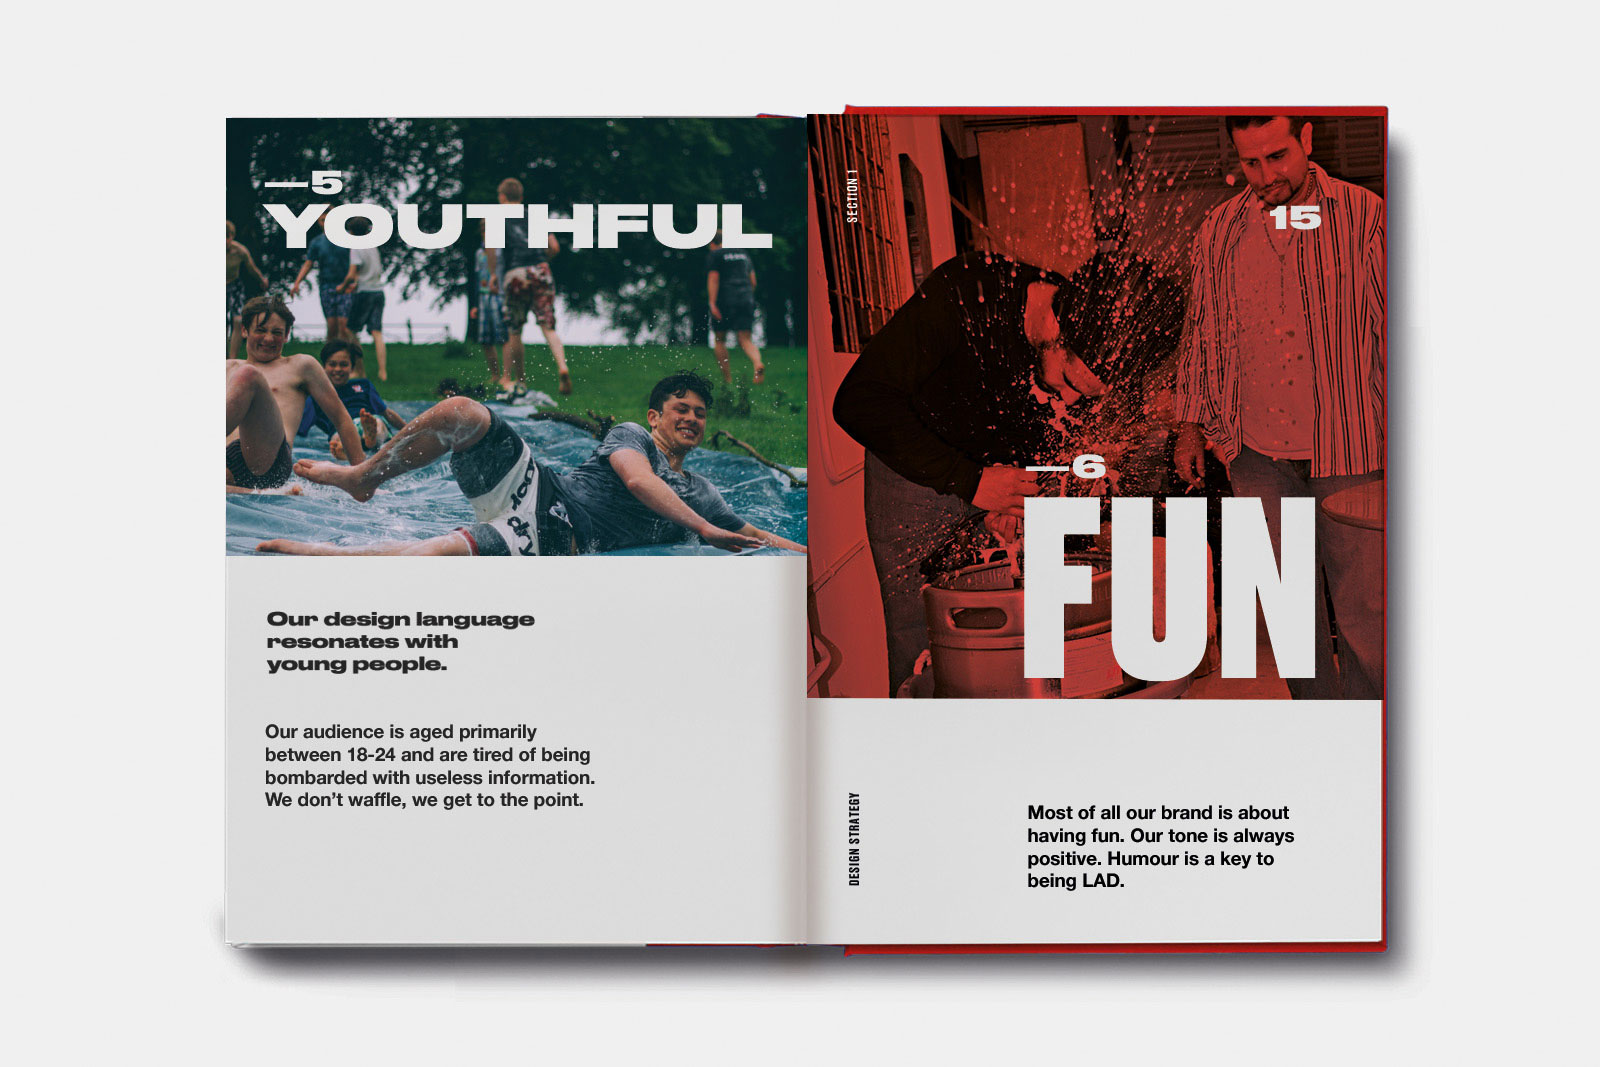 —5
YOUTHFUL
Our design language
resonates with
young people.
Our audience is aged primarily
between 18-24 and are tired of being
bombarded with useless information.
We don’t waffle, we get to the point.
SECTION 1
15
—6
FUN
DESIGN STRATEGY
Most of all our brand is about
having fun. Our tone is always
positive. Humour is a key to
being LAD.